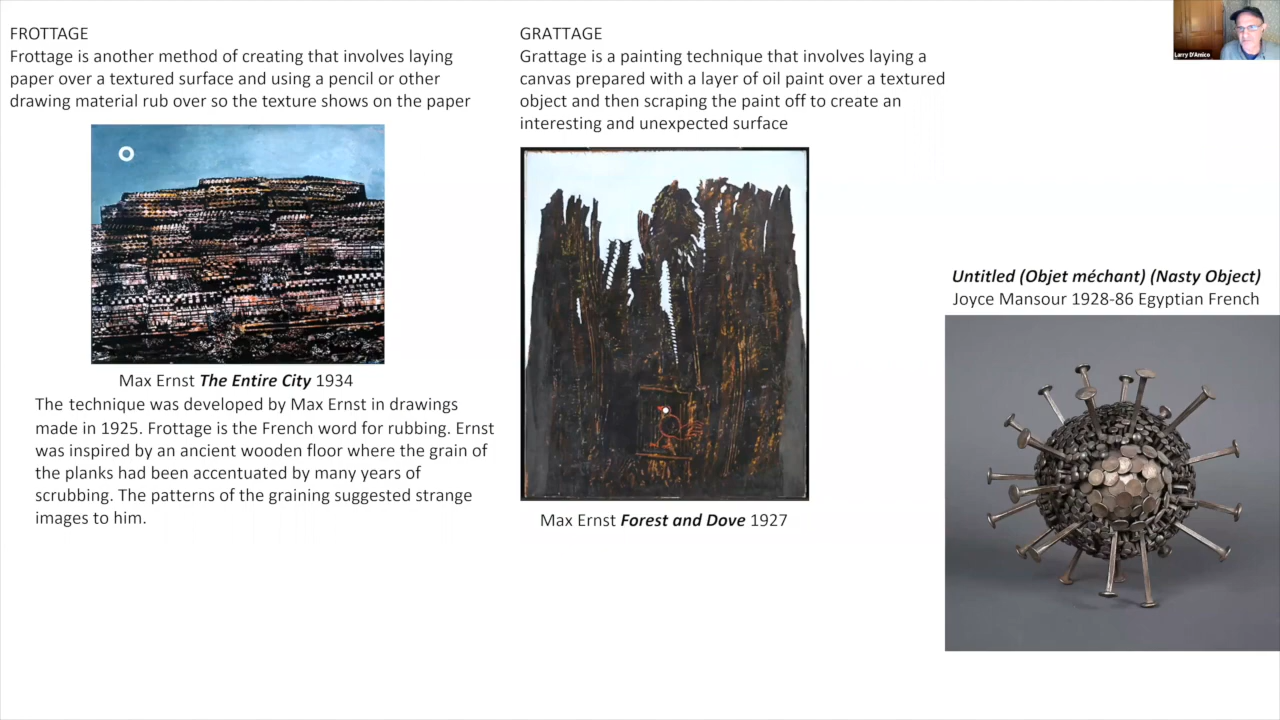 FROTTAGE
Frottage is another method of creating that involves laying
paper over a textured surface and using a pencil or other
drawing material rub over so the texture shows on the paper
Max Ernst The Entire City 1934
The technique was developed by Max Ernst in drawings
made in 1925. Frottage is the French word for rubbing. Ernst
was inspired by an ancient wooden floor where the grain of
the planks had been accentuated by many years of
scrubbing. The patterns of the graining suggested strange
images to him.
GRATTAGE
Grattage is a painting technique that involves laying a
canvas prepared with a layer of oil paint over a textured
object and then scraping the paint off to create an
interesting and unexpected surface
Max Ernst Forest and Dove 1927
Untitled (Objet méchant) (Nasty Object)
Joyce Mansour 1928-86 Egyptian French
Larry D'Amico